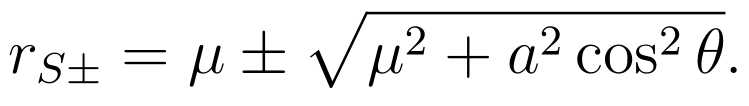 $r_{S\pm} = \mu \pm \sqrt{\mu^2 + a^2 \cos^2 \theta}.$